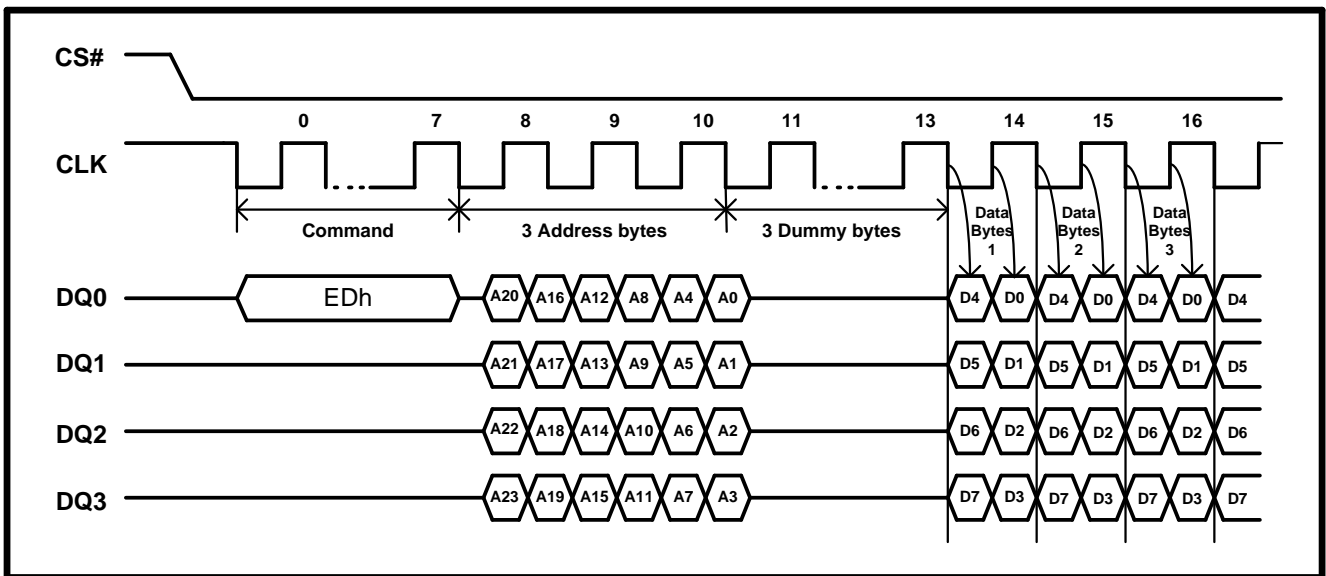 CS#
0 7 8 9 10 11 13 14 15 16
CLK
Command 3 Address bytes 3 Dummy bytes
Data Bytes 1
Data Bytes 2
Data Bytes 3
DQ0 EDh A20 A16 A12 A8 A4 A0 D4 D0 D4 D0 D4 D0 D4
DQ1 A21 A17 A13 A9 A5 A1 D5 D1 D5 D1 D5 D1 D5
DQ2 A22 A18 A14 A10 A6 A2 D6 D2 D6 D2 D6 D2 D6
DQ3 A23 A19 A15 A11 A7 A3 D7 D3 D7 D3 D7 D3 D7